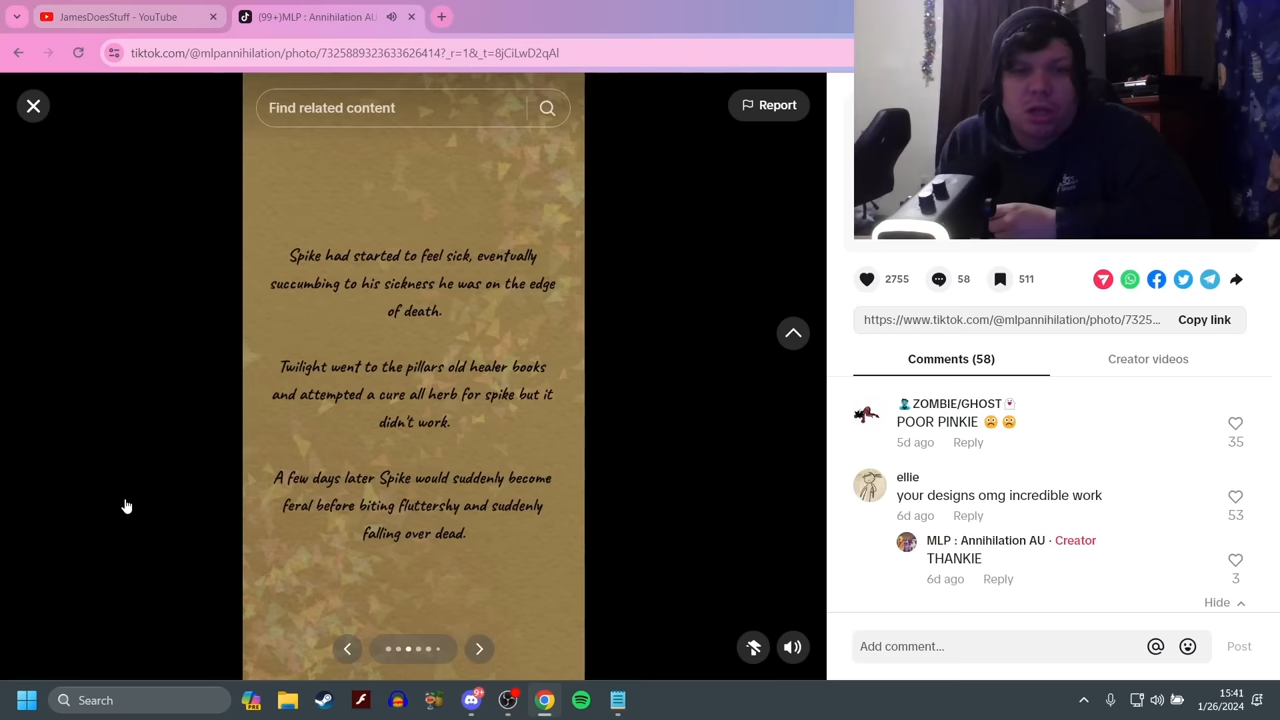 JamesDoesStuff - YouTube
(99+)MLP : Annihilation AU
tiktok.com/@mlpannihilation/photo/7325889323633626414?_r=1&_t=8jCiLwD2qAl
Find related content
Report
Spike had started to feel sick, eventually
succumbing to his sickness he was on the edge
of death.
Twilight went to the pillars old healer books
and attempted a cure all herb for spike but it
didn't work.
A few days later Spike would suddenly become
feral before biting fluttershy and suddenly
falling over dead.
2755
58
511
https://www.tiktok.com/@mlpannihilation/photo/7325...
Copy link
Comments (58)
Creator videos
ZOMBIE/GHOST
POOR PINKIE
5d ago Reply
35
ellie
your designs omg incredible work
6d ago Reply
53
MLP : Annihilation AU · Creator
THANKIE
6d ago Reply
3
Hide
Add comment...
Post
Search
15:41
1/26/2024